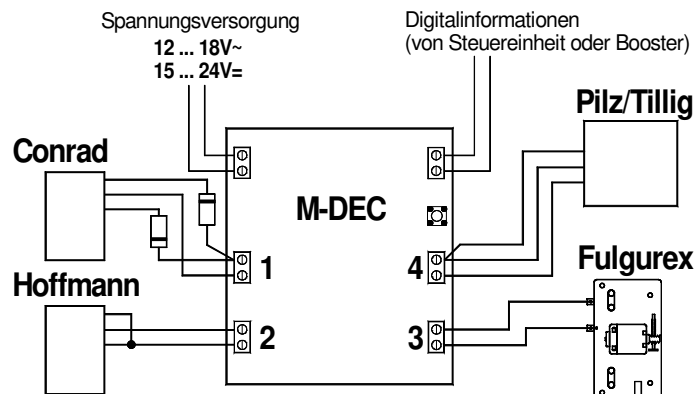 Spannungsversorgung
12 ... 18V~
15 ... 24V=
Digitalinformationen
(von Steuereinheit oder Booster)
Pilz/Tillig
Conrad
M-DEC
1
4
Hoffmann
Fulgurex
2
3